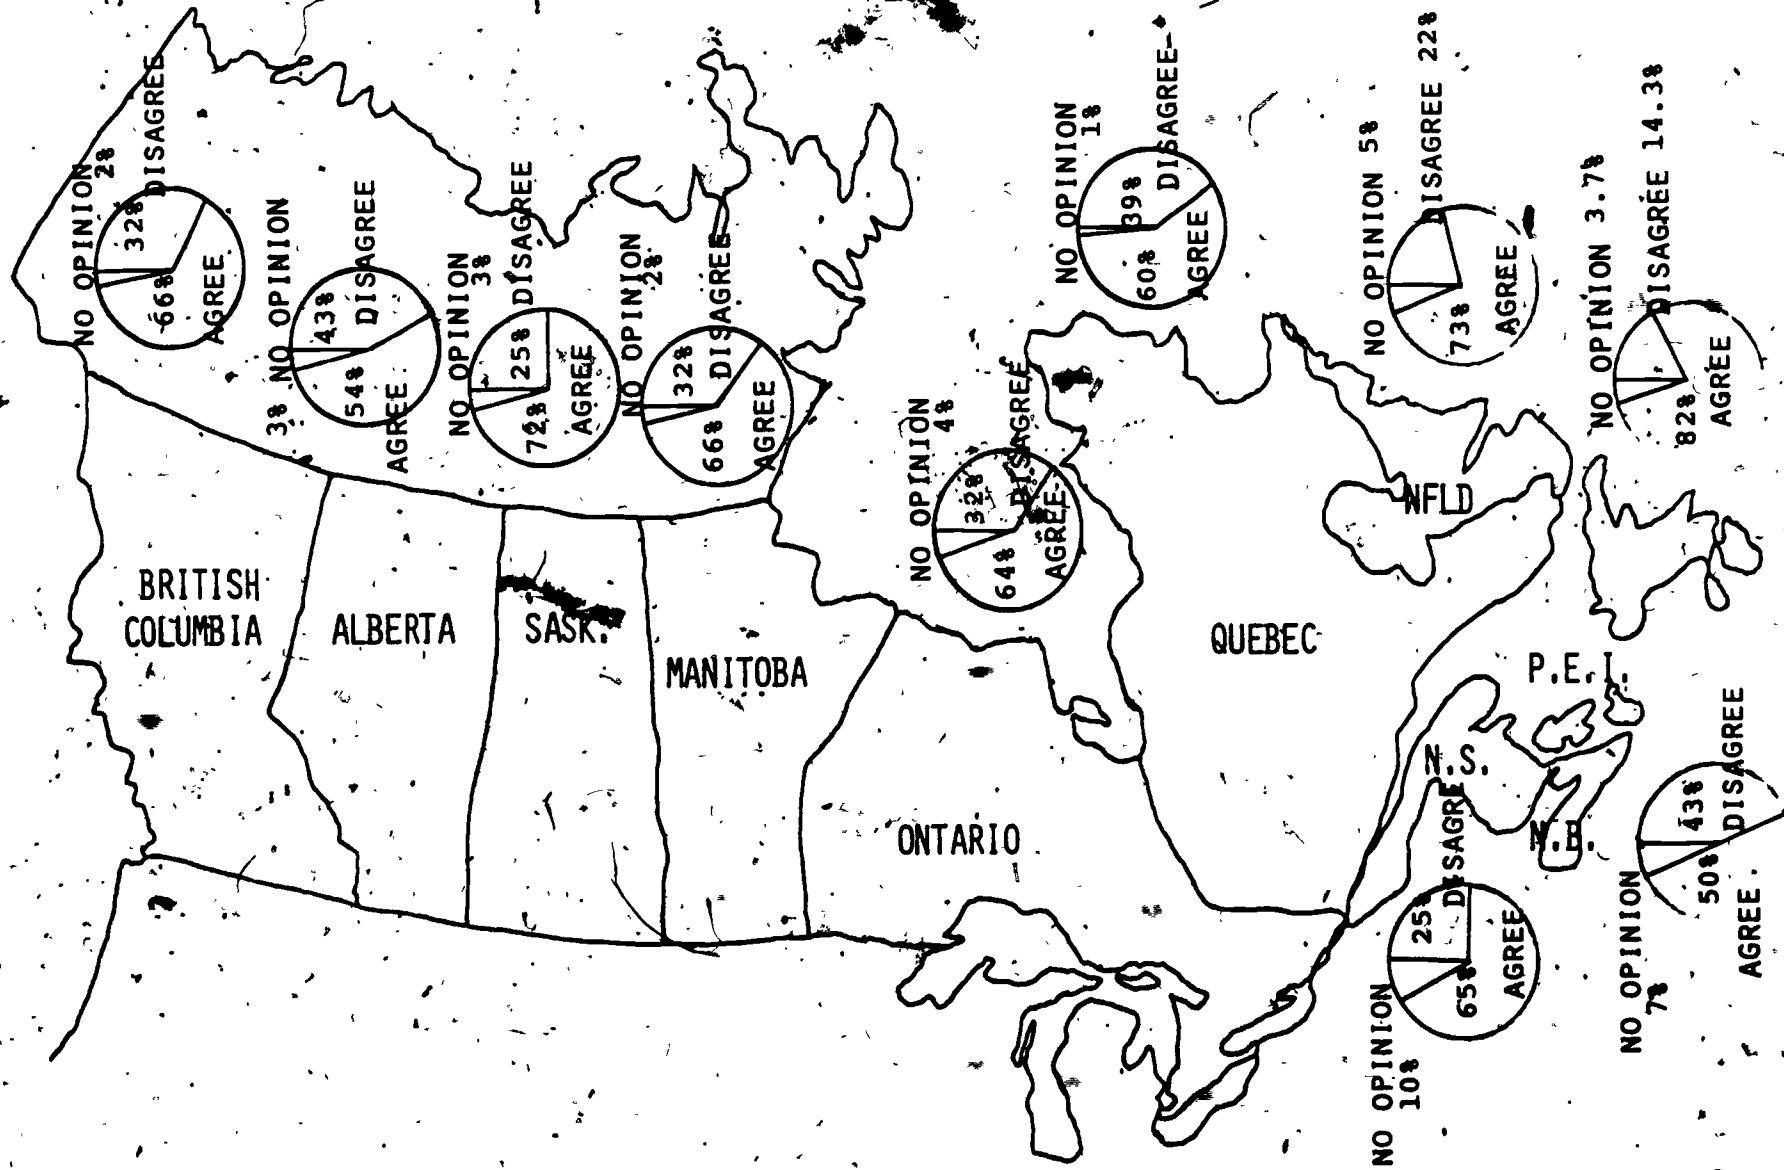 NO OPINION
2%
32%
DISAGREE
66%
AGREE
NO OPINION
3%
43%
DISAGREE
54%
AGREE
NO OPINION
3%
25%
DISAGREE
72%
AGREE
NO OPINION
2%
32%
DISAGREE
66%
AGREE
NO OPINION
4%
32%
DISAGREE
64%
AGREE
NO OPINION
1%
39%
DISAGREE
60%
AGREE
NO OPINION 5%
DISAGREE 22%
73%
AGREE
NO OPINION 3.7%
DISAGREE 14.3%
82%
AGREE
BRITISH
COLUMBIA
ALBERTA
SASK.
MANITOBA
ONTARIO
QUEBEC
NFLD
P.E.I.
N.S.
N.B.
NO OPINION
10%
25%
DISAGREE
65%
AGREE
NO OPINION
7%
43%
DISAGREE
50%
AGREE